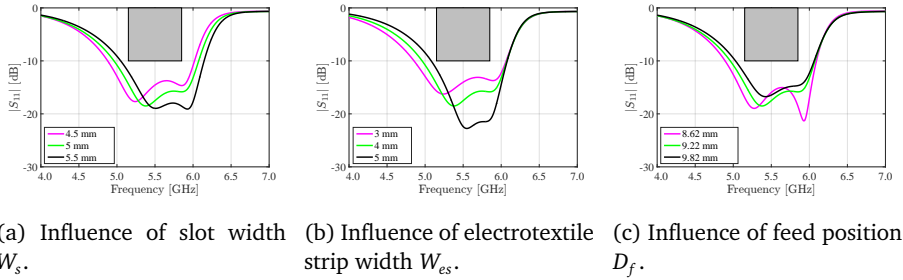 0
-10
-20
-30
|S11| [dB]
4.5 mm
5 mm
5.5 mm
4.0 4.5 5.0 5.5 6.0 6.5 7.0
Frequency [GHz]
0
-10
-20
-30
|S11| [dB]
3 mm
4 mm
5 mm
4.0 4.5 5.0 5.5 6.0 6.5 7.0
Frequency [GHz]
0
-10
-20
-30
|S11| [dB]
8.62 mm
9.22 mm
9.82 mm
4.0 4.5 5.0 5.5 6.0 6.5 7.0
Frequency [GHz]
(a) Influence of slot width
Ws.
(b) Influence of electrotextile
strip width Wes.
(c) Influence of feed position
Df.